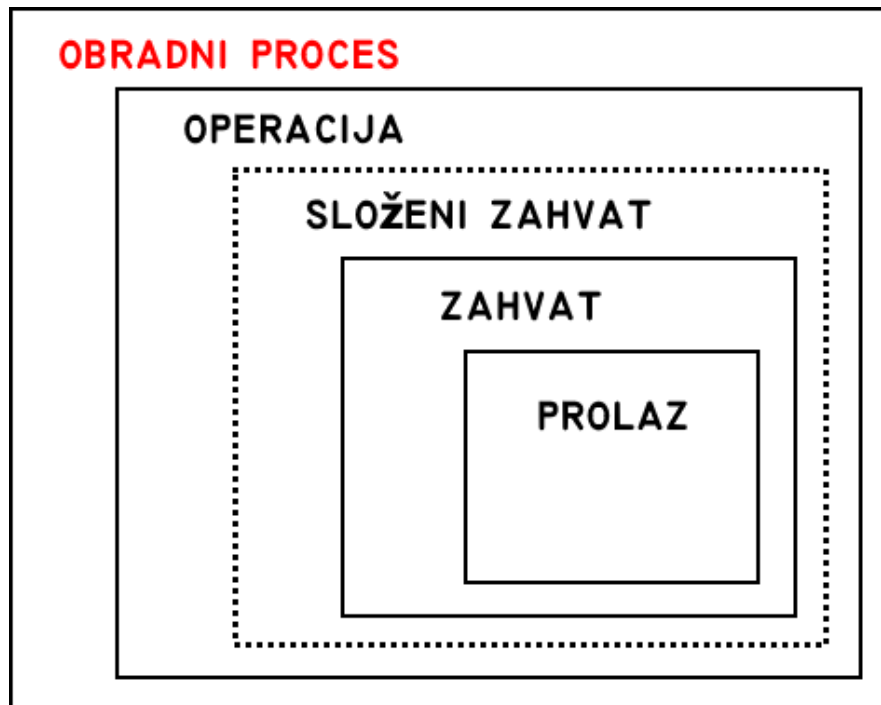 OBRADNI PROCES
OPERACIJA
SLOŽENI ZAHVAT
ZAHVAT
PROLAZ